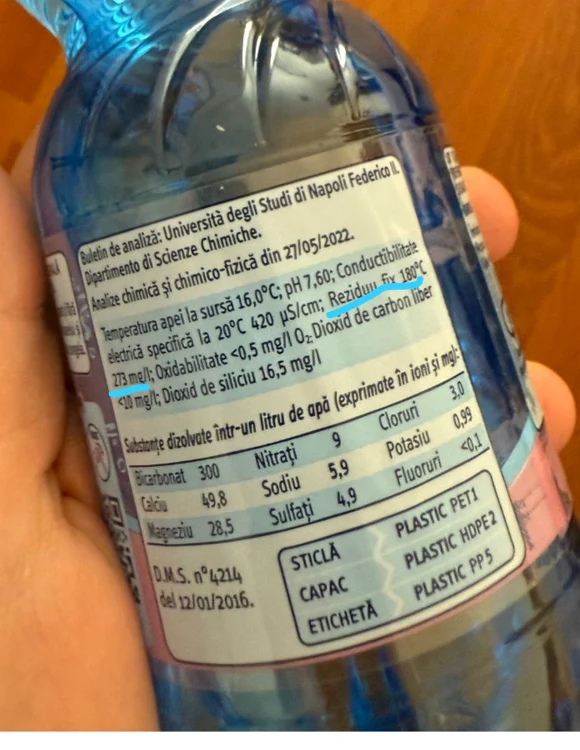 Buletin de analiză: Università degli Studi di Napoli Federico II.
Dipartimento di Scienze Chimiche.
Analize chimică și chimico-fizică din 27/05/2022.
Temperatura apei la sursă 16,0°C; pH 7,60; Conductibilitate
electrică specifică la 20°C 420 µS/cm; Reziduu fix 180°C
273 mg/l; Oxidabilitate <0,5 mg/l O₂ Dioxid de carbon liber
<10 mg/l; Dioxid de siliciu 16,5 mg/l
Substanțe dizolvate într-un litru de apă (exprimate în ioni și mg):
Bicarbonat 300 Nitrați 9 Cloruri 3,0
Calciu 49,8 Sodiu 5,9 Potasiu 0,99
Magneziu 28,5 Sulfați 4,9 Fluoruri <0,1
D.M.S. n°4214
del 12/01/2016.
STICLĂ PLASTIC PET1
CAPAC PLASTIC HDPE2
ETICHETĂ PLASTIC PP5